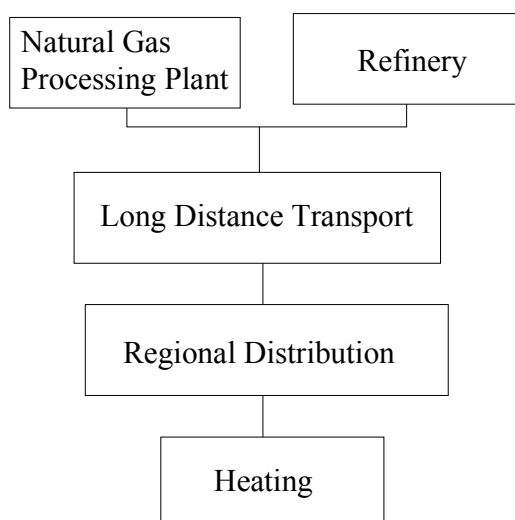 Natural Gas
Processing Plant
Refinery
Long Distance Transport
Regional Distribution
Heating